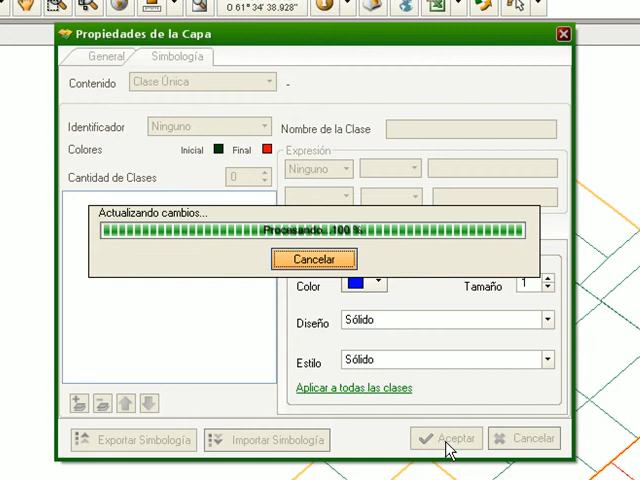 O 61° 34' 38.928"
Propiedades de la Capa
General
Simbología
Contenido
Clase Única
-
Identificador
Ninguno
Nombre de la Clase
Colores
Inicial
Final
Expresión
Cantidad de Clases
0
Ninguno
Actualizando cambios...
Procesando...100 %
Cancelar
Color
Tamaño
1
Diseño
Sólido
Estilo
Sólido
Aplicar a todas las clases
Exportar Simbología
Importar Simbología
Aceptar
Cancelar